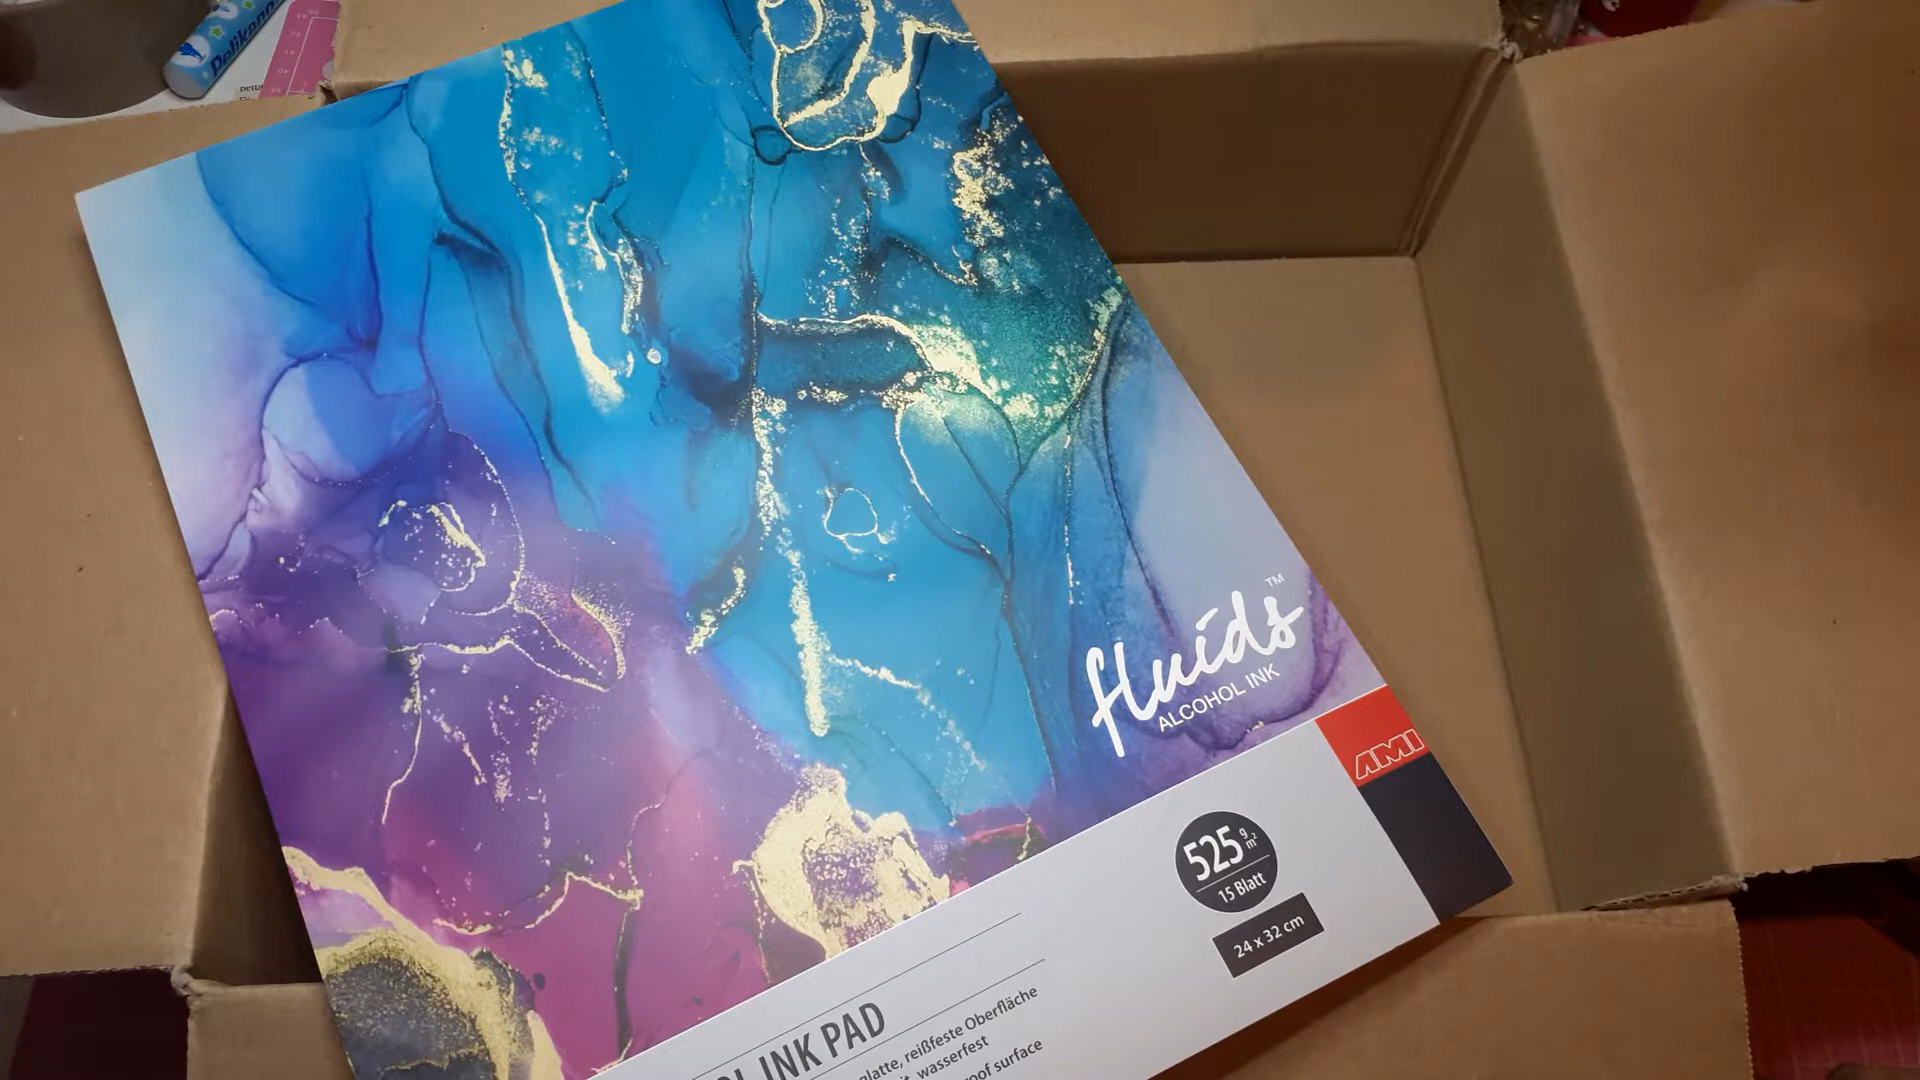 Pelikan
fluids™
ALCOHOL INK
AMI
525 g/m²
15 Blatt
24 x 32 cm
INK PAD
glatte, reißfeste Oberfläche
wasserfest
surface